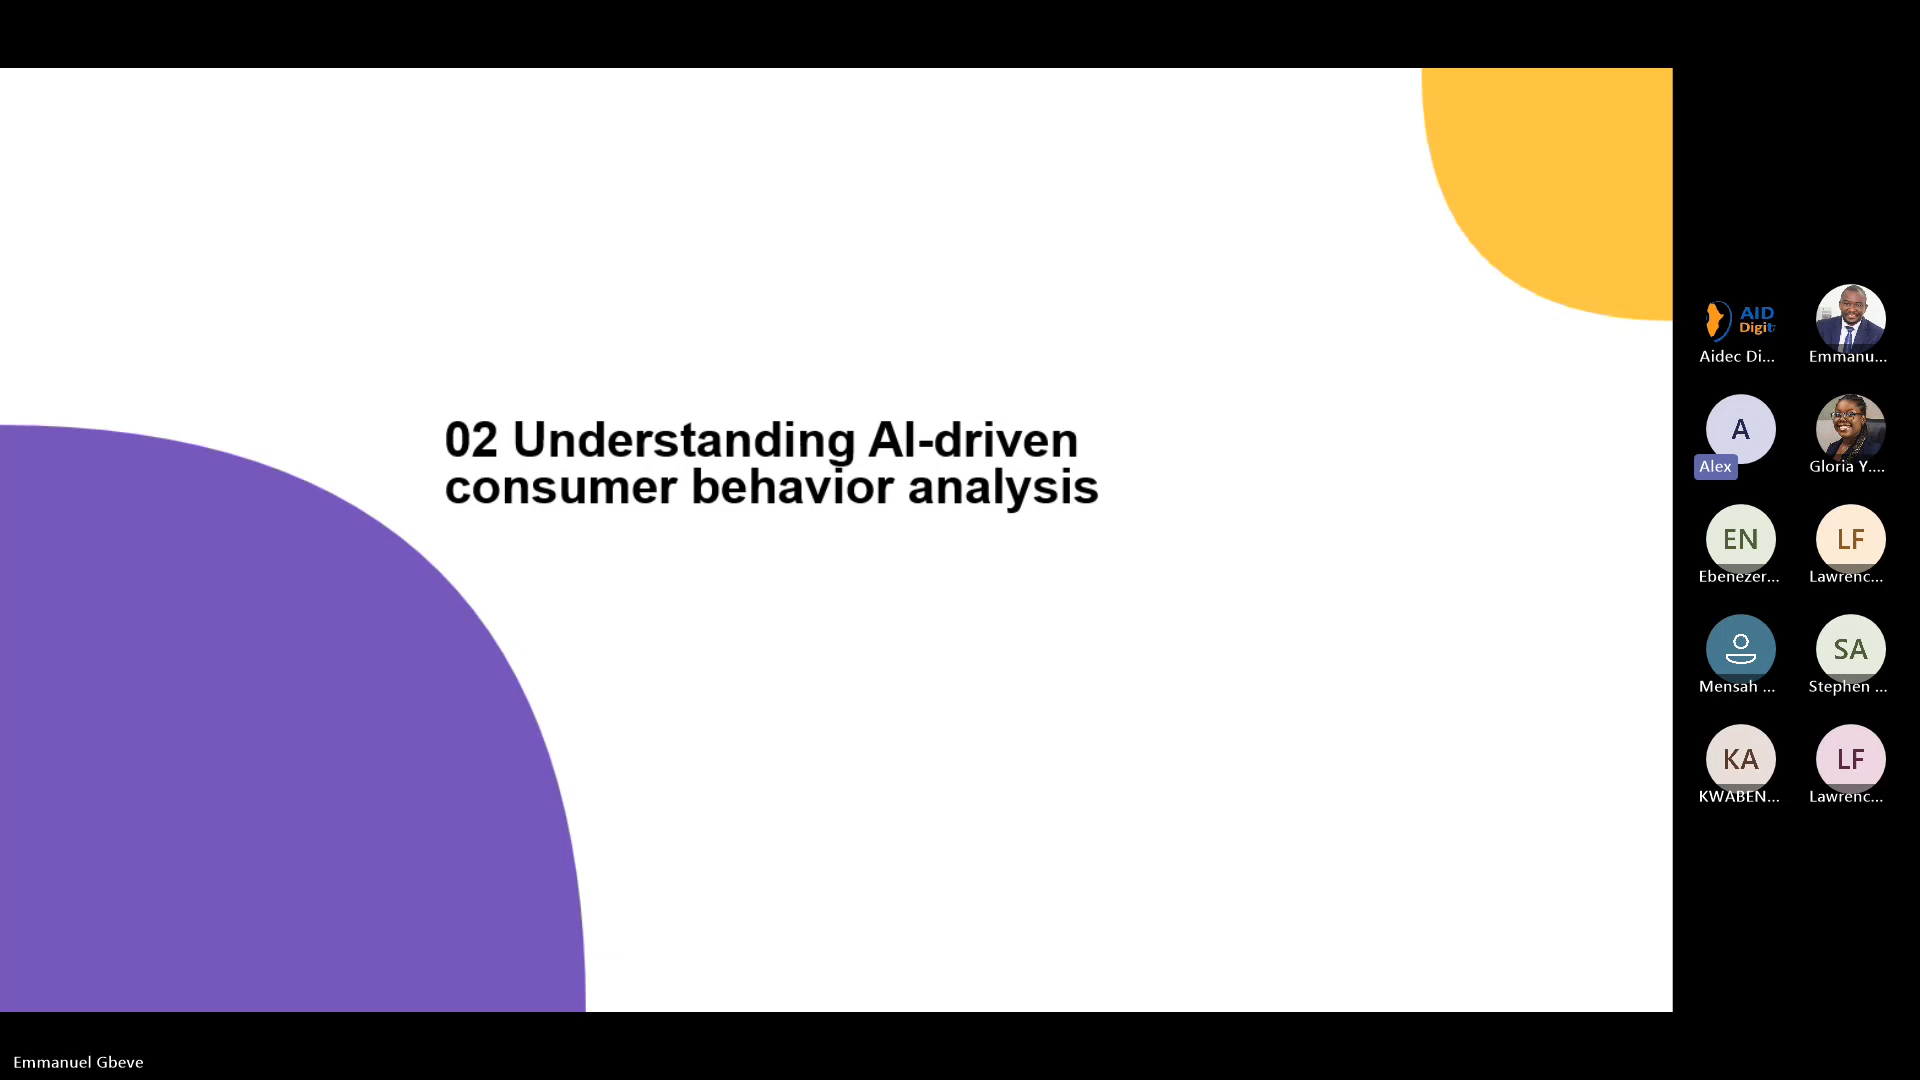 02 Understanding AI-driven
consumer behavior analysis
AID
Digit
Aidec Di...
Emmanu...
A
Alex
Gloria Y....
EN
Ebenezer...
LF
Lawrenc...
Mensah ...
SA
Stephen ...
KA
KWABEN...
LF
Lawrenc...
Emmanuel Gbeve